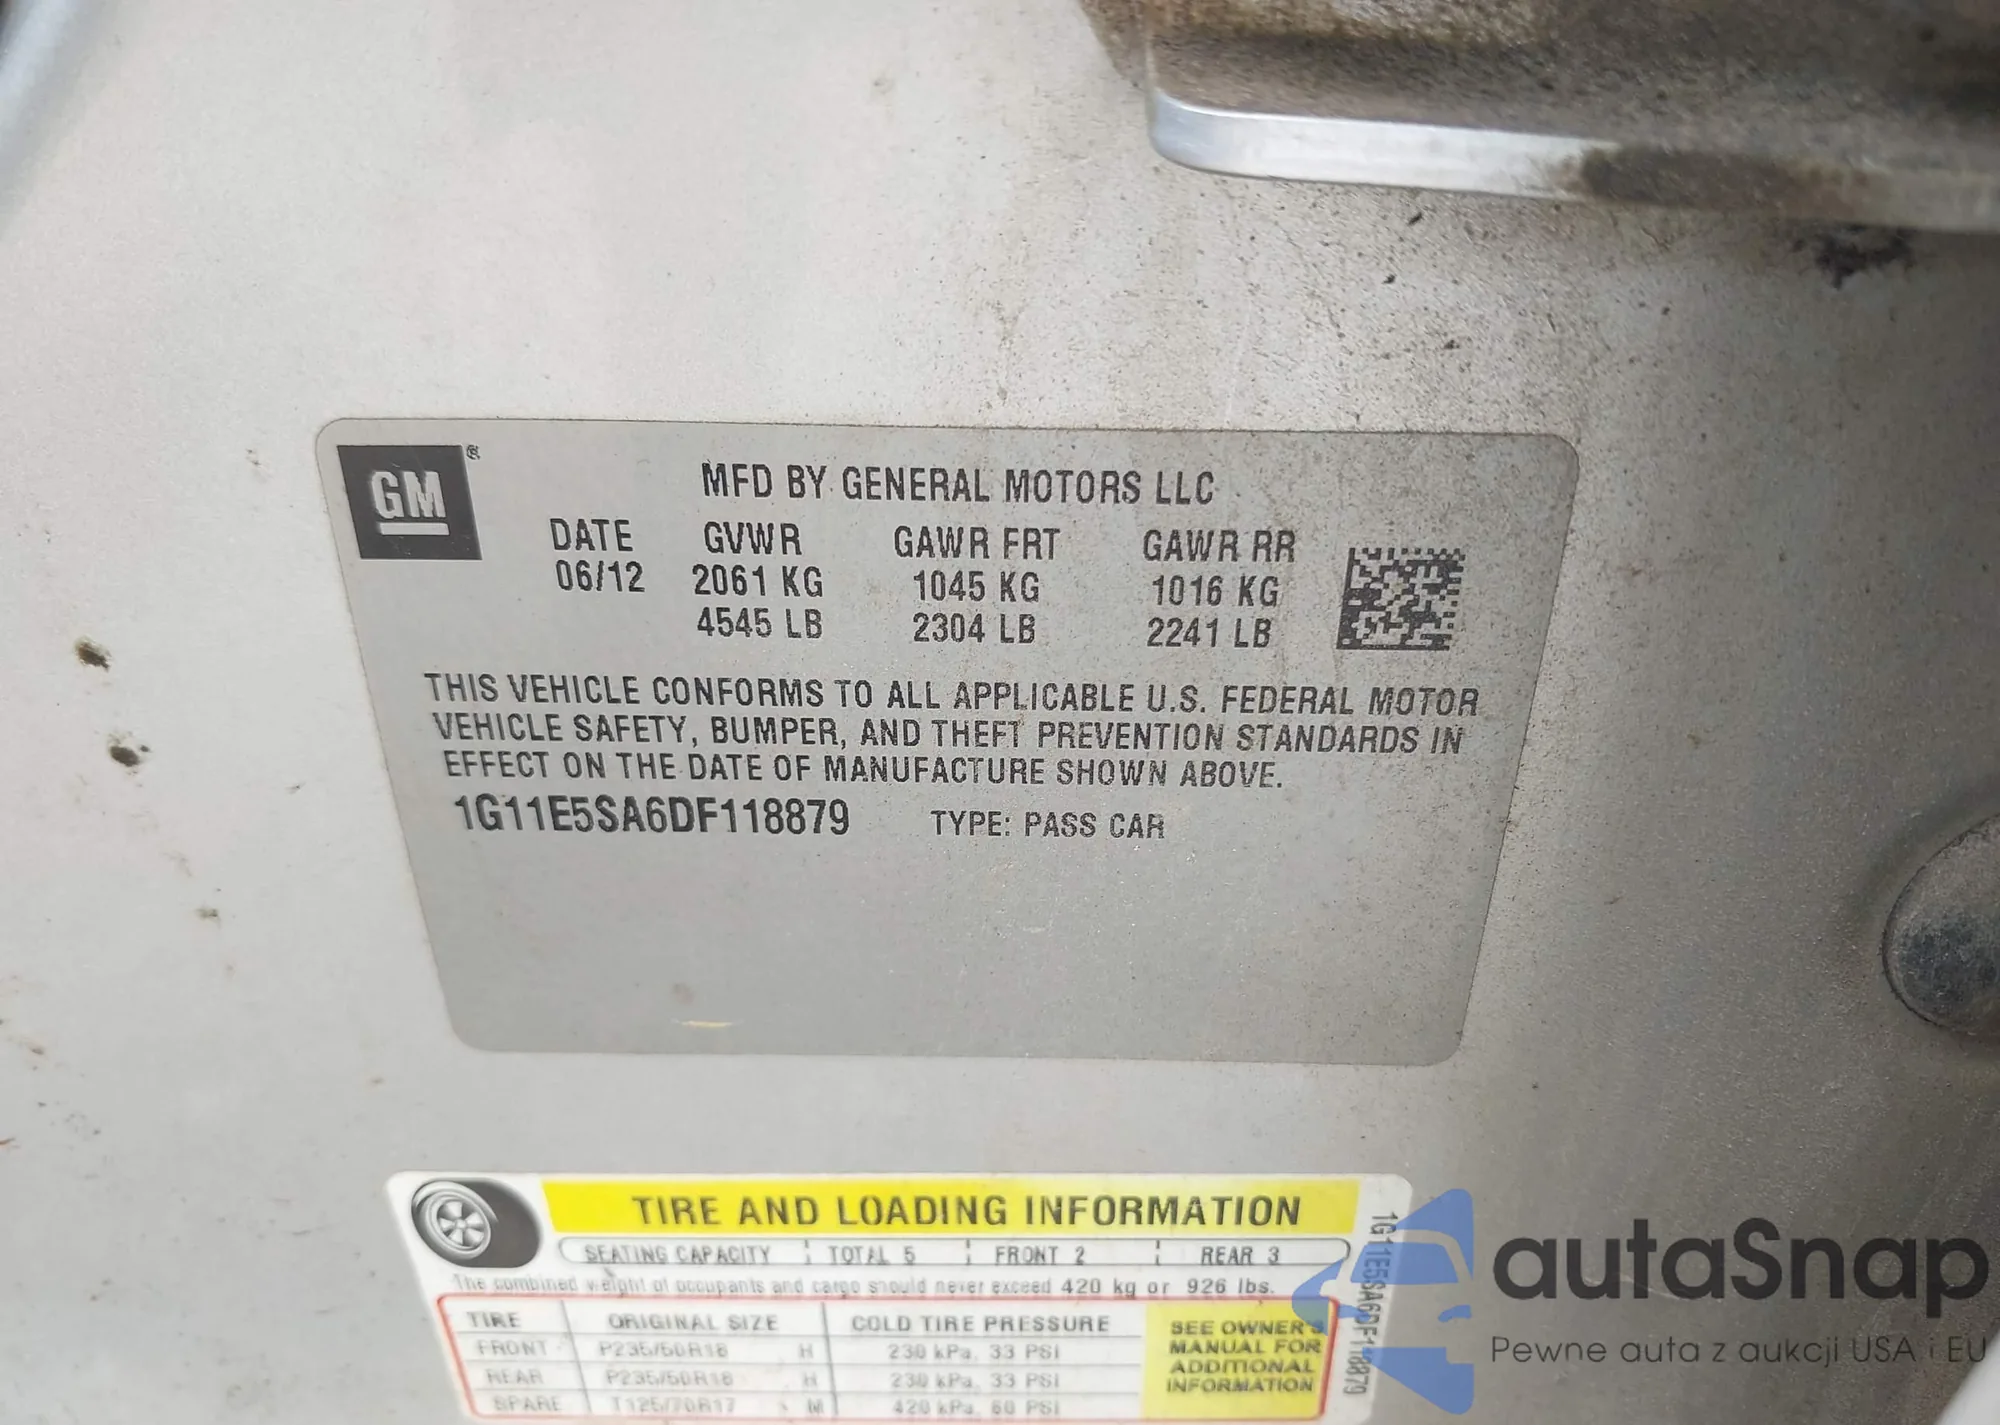 GM®
MFD BY GENERAL MOTORS LLC
DATE GVWR GAWR FRT GAWR RR
06/12 2061 KG 1045 KG 1016 KG
4545 LB 2304 LB 2241 LB
THIS VEHICLE CONFORMS TO ALL APPLICABLE U.S. FEDERAL MOTOR
VEHICLE SAFETY, BUMPER, AND THEFT PREVENTION STANDARDS IN
EFFECT ON THE DATE OF MANUFACTURE SHOWN ABOVE.
1G11E5SA6DF118879 TYPE: PASS CAR
TIRE AND LOADING INFORMATION
SEATING CAPACITY TOTAL 5 FRONT 2 REAR 3
The combined weight of occupants and cargo should never exceed 420 kg or 926 lbs.
TIRE ORIGINAL SIZE COLD TIRE PRESSURE
FRONT P235/50R18 H 230 kPa, 33 PSI
REAR P235/50R18 H 230 kPa, 33 PSI
SPARE T125/70R17 M 420 kPa, 60 PSI
SEE OWNER'S
MANUAL FOR
ADDITIONAL
INFORMATION
1G11E5SA6DF118879
autaSnap
Pewne auta z aukcji USA i EU